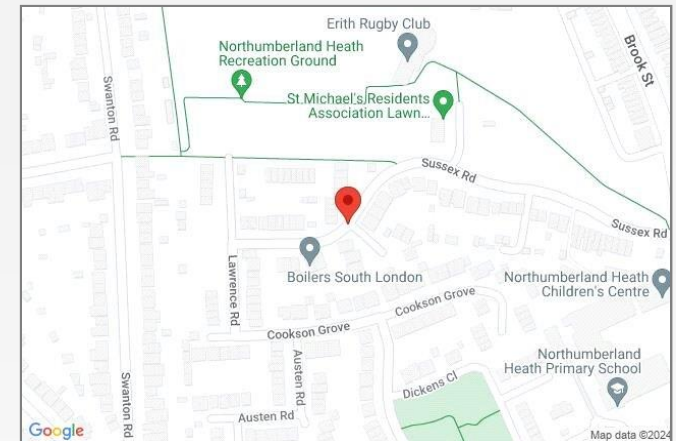 Erith Rugby Club
Northumberland Heath
Recreation Ground
Brook St
St.Michael's Residents
Association Lawn...
Swanton Rd
Sussex Rd
Sussex Rd
Boilers South London
Lawrence Rd
Northumberland Heath
Children's Centre
Cookson Grove
Cookson Grove
Northumberland
Heath Primary School
Austen Rd
Dickens Cl
Swanton Rd
Austen Rd
Google
Map data ©2024